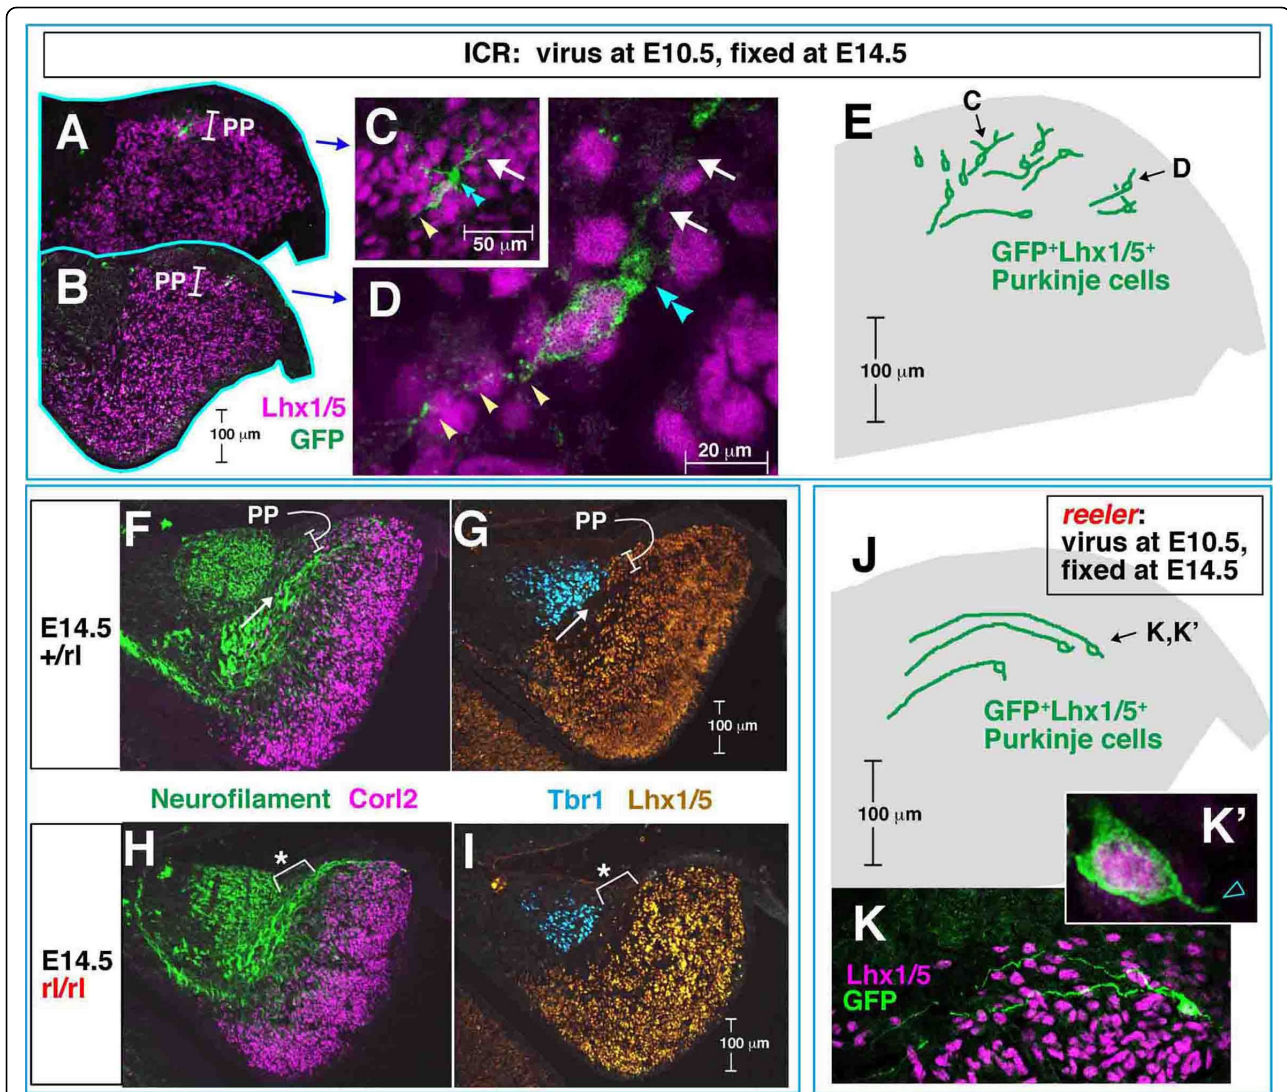 ICR: virus at E10.5, fixed at E14.5
A
PP
B
PP
Lhx1/5
GFP
100 μm
C
50 μm
D
20 μm
E
C
D
GFP+Lhx1/5+
Purkinje cells
100 μm
E14.5
+/rl
F
PP
G
PP
100 μm
Neurofilament Corl2
Tbr1 Lhx1/5
E14.5
rl/rl
H
*
I
*
100 μm
reeler:
virus at E10.5,
fixed at E14.5
J
K,K’
GFP+Lhx1/5+
Purkinje cells
100 μm
K’
K
Lhx1/5
GFP